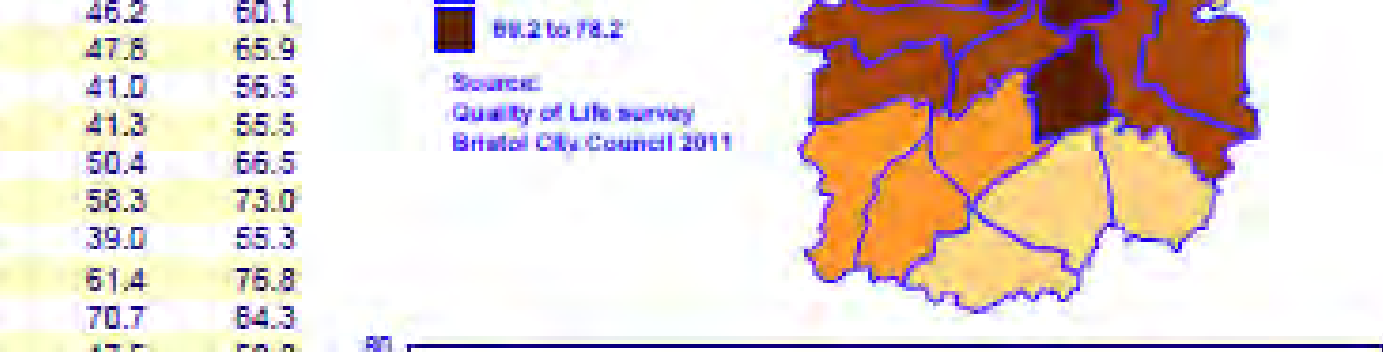 46.2 60.1
47.8 65.9
41.0 56.5
41.3 55.5
50.4 66.5
58.3 73.0
39.0 55.3
61.4 76.8
70.7 84.3
69.2 to 78.2
Source:
Quality of Life survey
Bristol City Council 2011
80